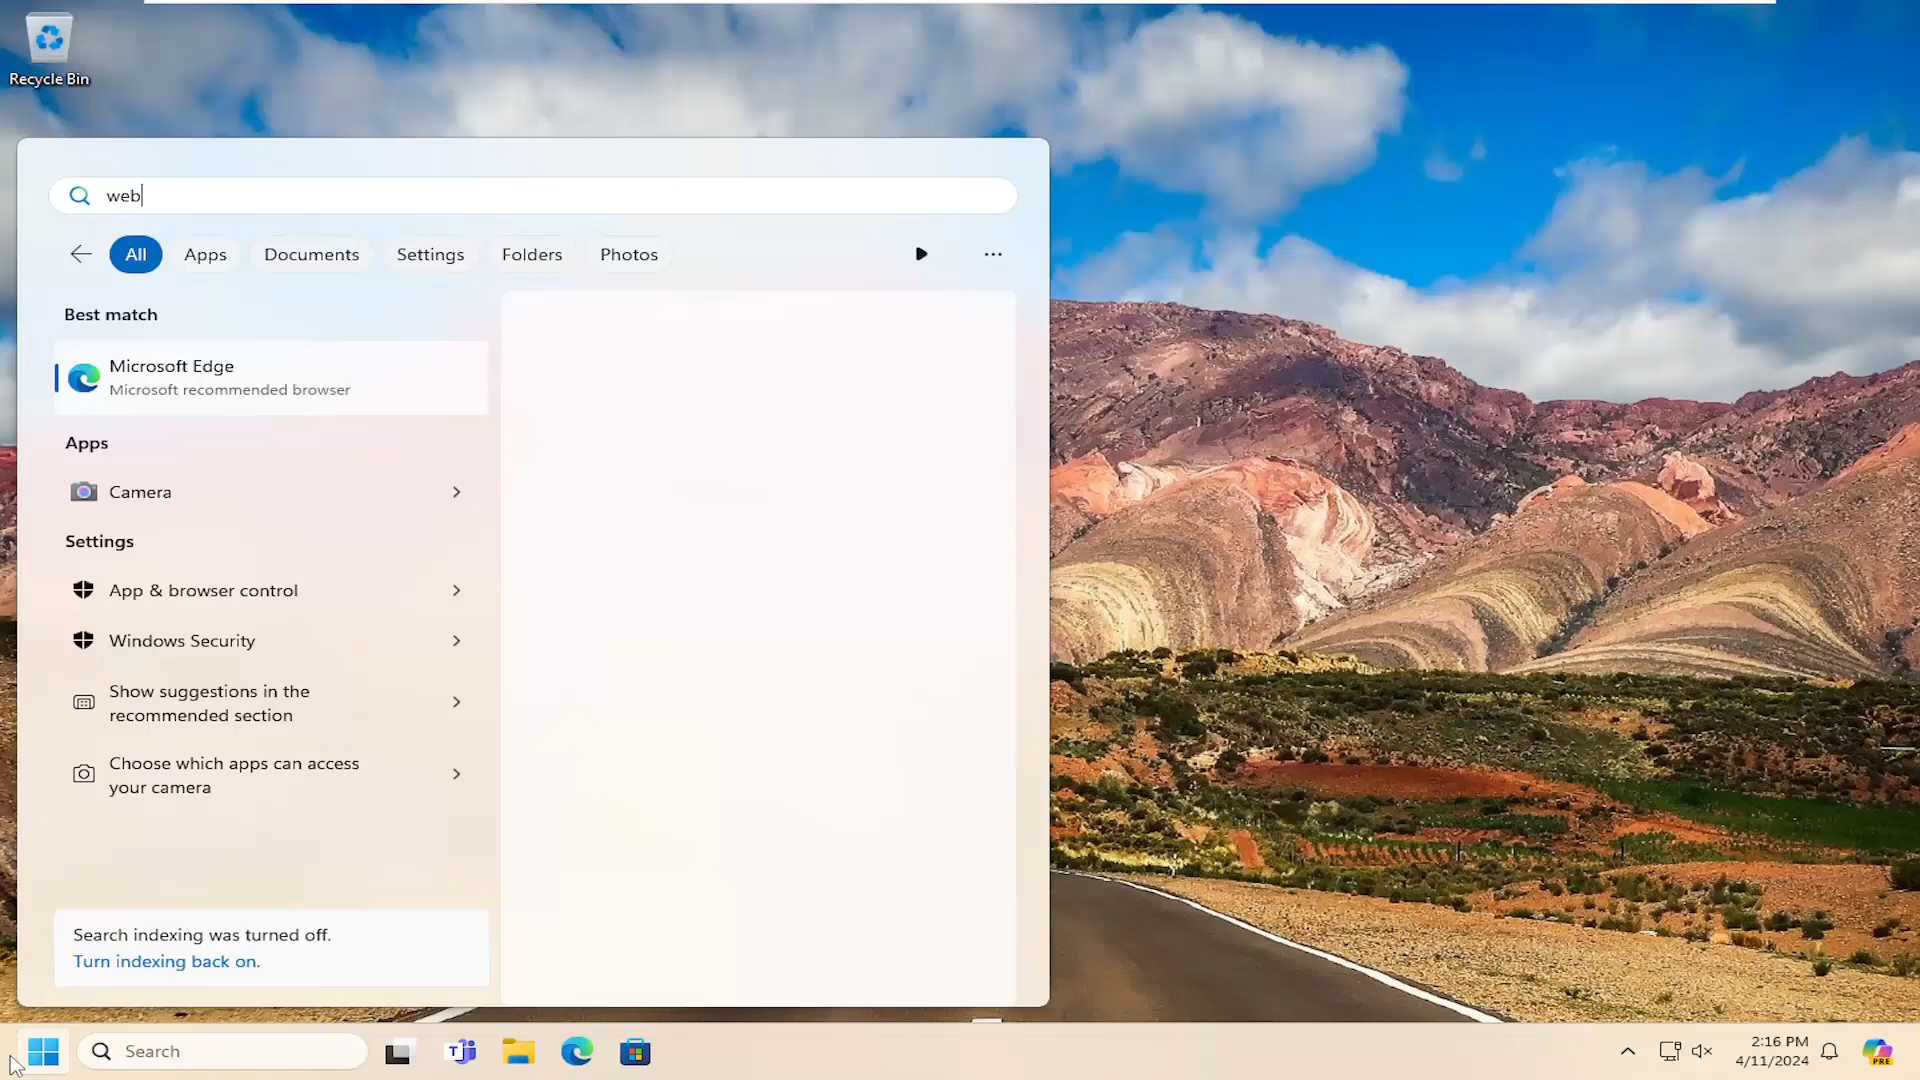 Recycle Bin
web
All
Apps
Documents
Settings
Folders
Photos
Best match
Microsoft Edge
Microsoft recommended browser
Apps
Camera
Settings
App & browser control
Windows Security
Show suggestions in the
recommended section
Choose which apps can access
your camera
Search indexing was turned off.
Turn indexing back on.
Search
2:16 PM
4/11/2024
PRE